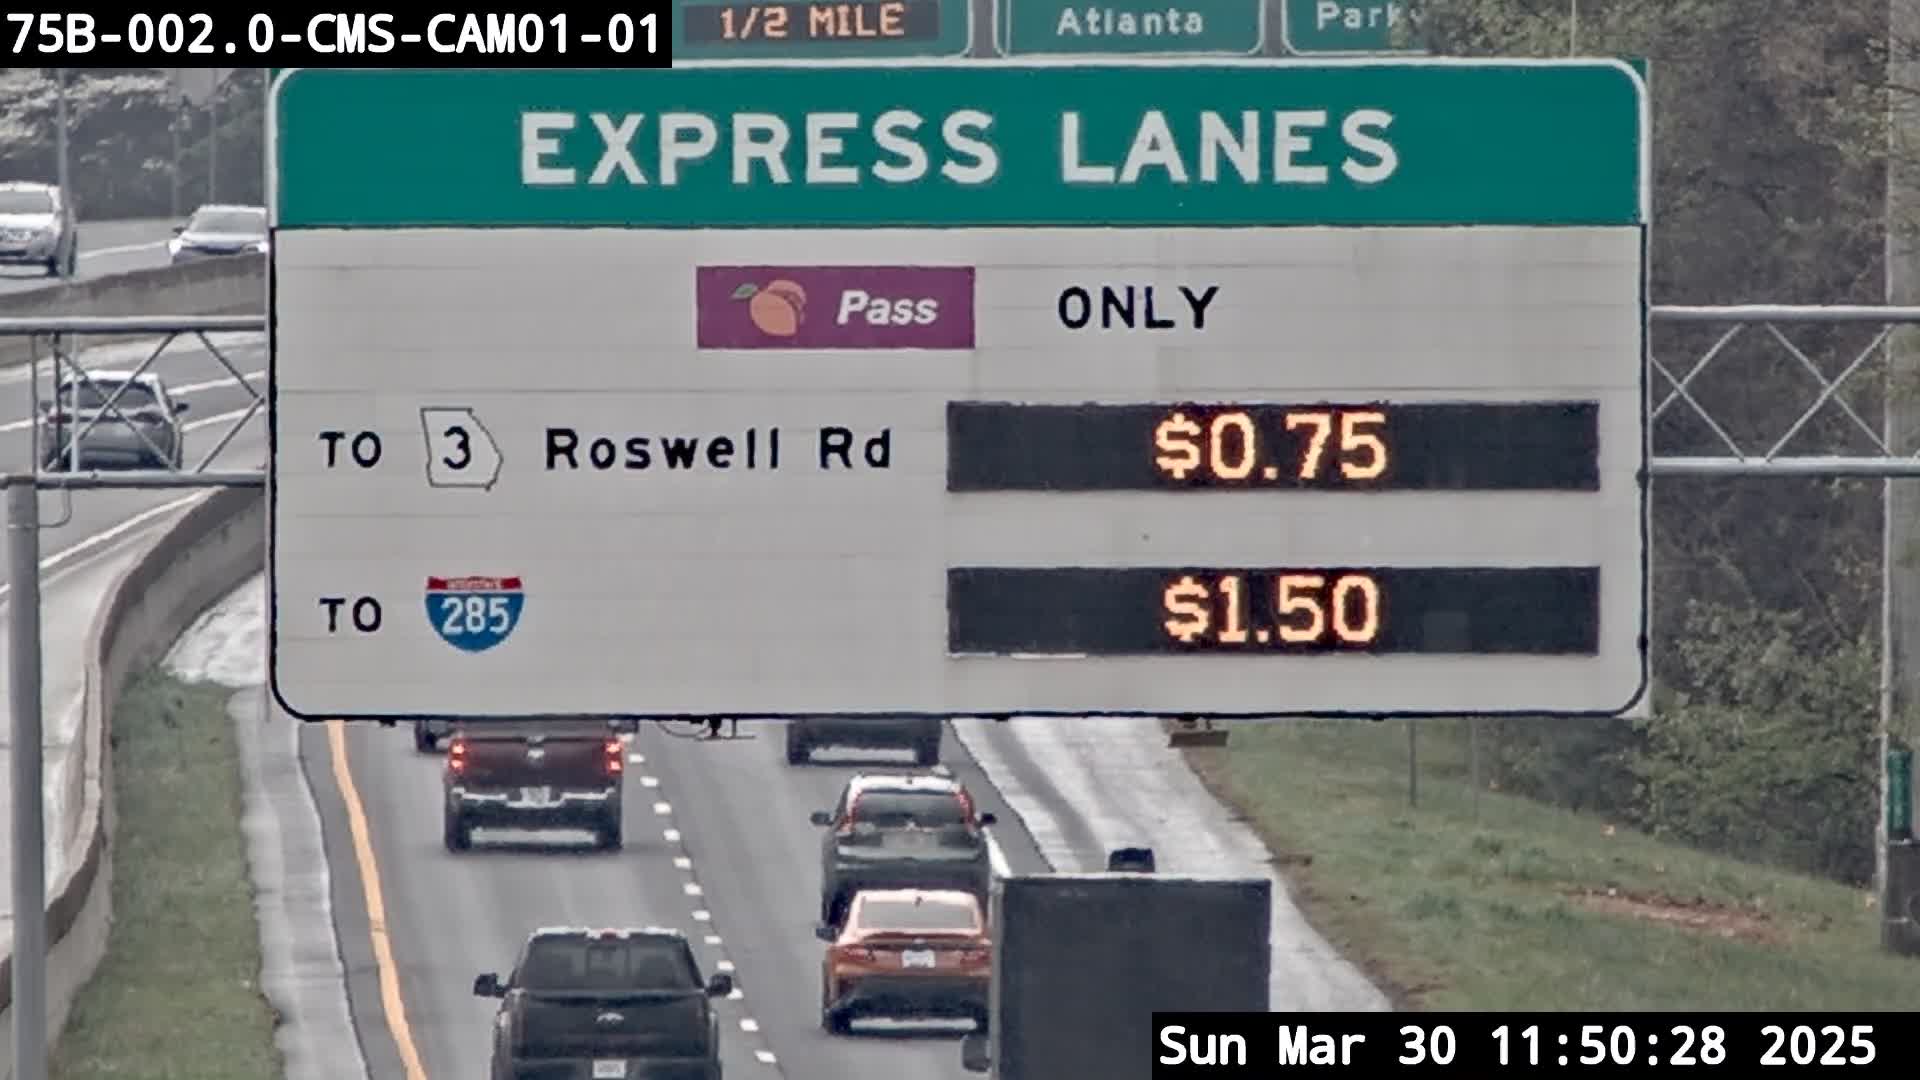 75B-002.0-CMS-CAM01-01
1/2 MILE
Atlanta
EXPRESS LANES
Pass ONLY
TO 3 Roswell Rd $0.75
TO 285 $1.50
Sun Mar 30 11:50:28 2025